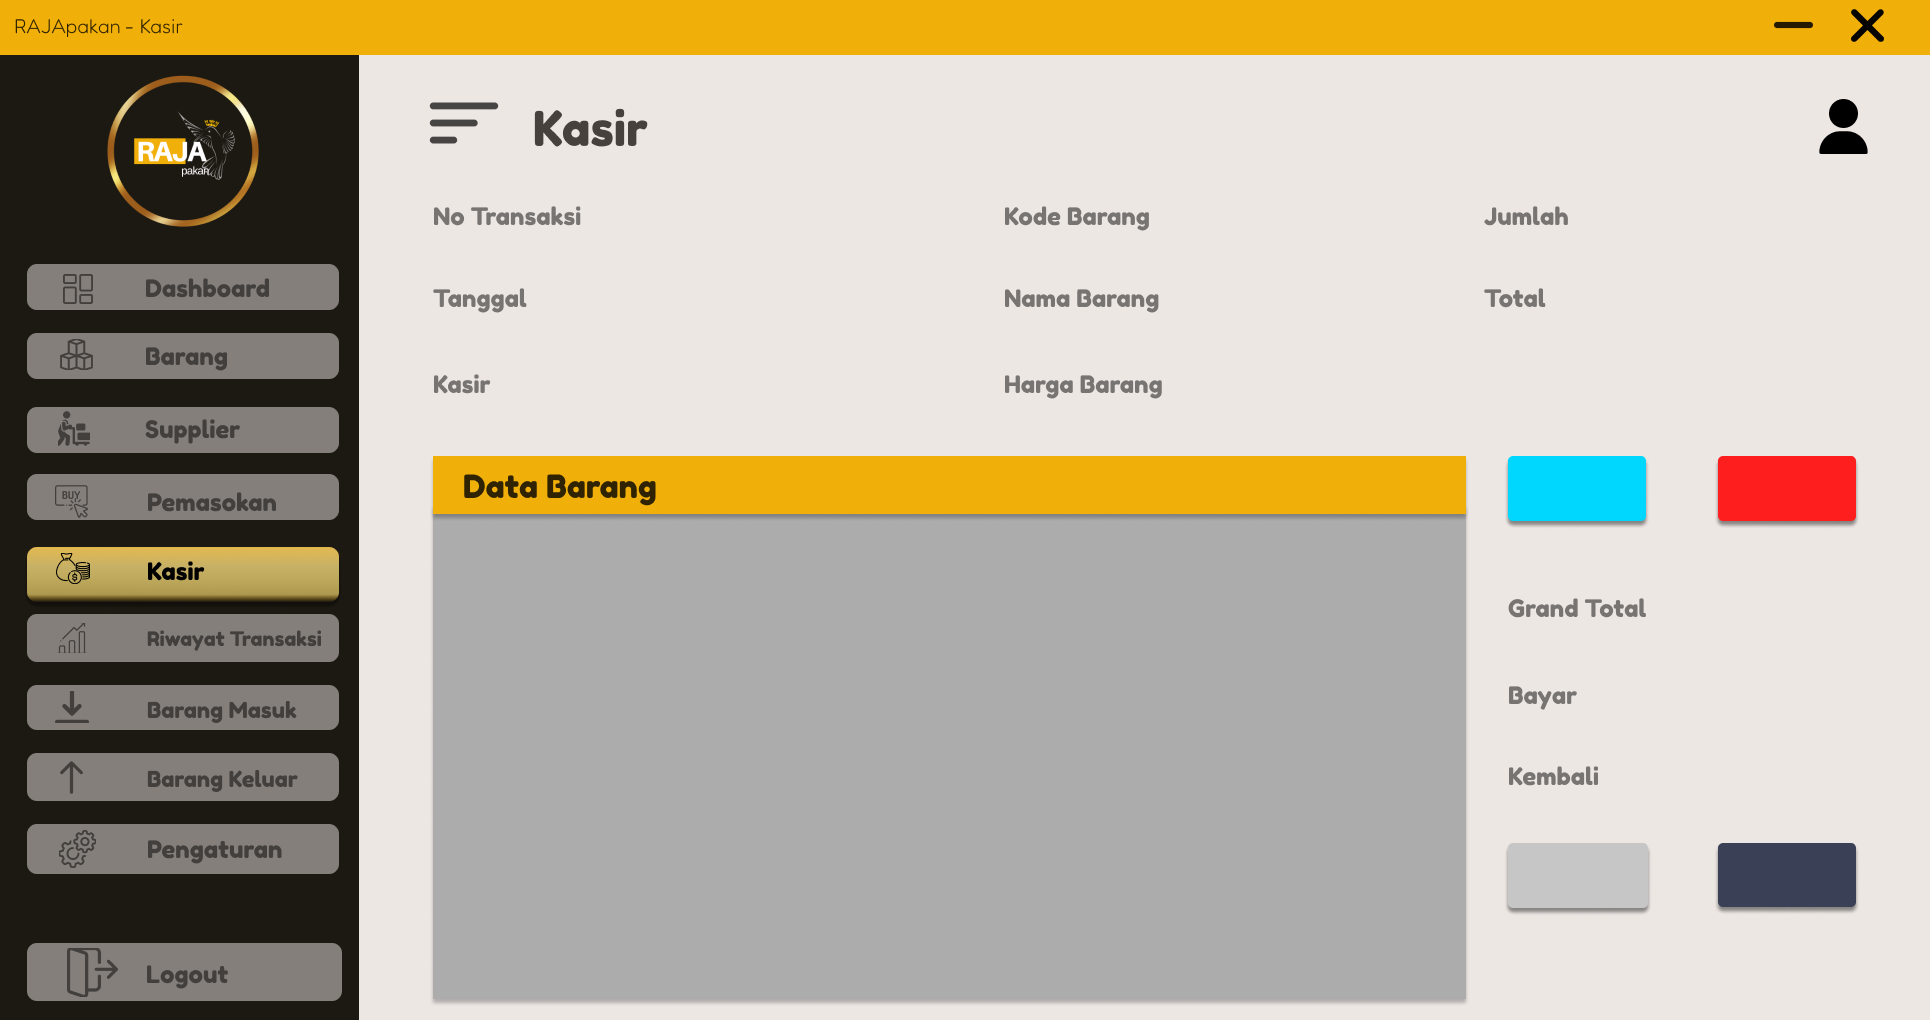 RAJApakan - Kasir
RAJA
pakan
Dashboard
Barang
Supplier
BUY
Pemasokan
Kasir
Riwayat Transaksi
Barang Masuk
Barang Keluar
Pengaturan
Logout
Kasir
No Transaksi
Kode Barang
Jumlah
Tanggal
Nama Barang
Total
Kasir
Harga Barang
Data Barang
Grand Total
Bayar
Kembali